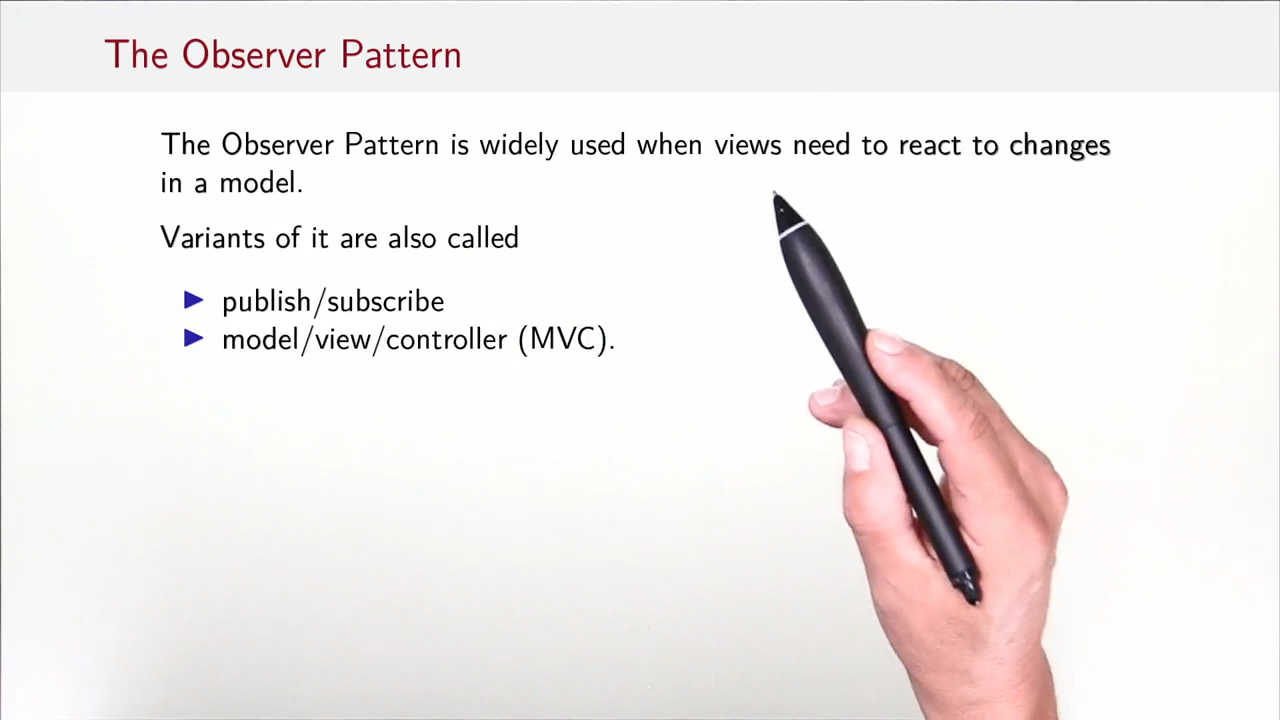 The Observer Pattern
The Observer Pattern is widely used when views need to react to changes
in a model.
Variants of it are also called
publish/subscribe
model/view/controller (MVC).